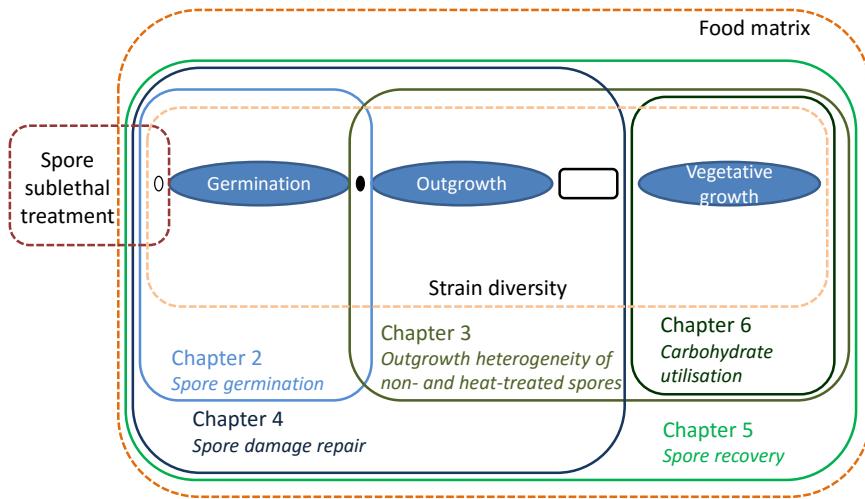 Food matrix
Spore
sublethal
treatment
Germination
Outgrowth
Vegetative
growth
Strain diversity
Chapter 2
Spore germination
Chapter 3
Outgrowth heterogeneity of
non- and heat-treated spores
Chapter 6
Carbohydrate
utilisation
Chapter 4
Spore damage repair
Chapter 5
Spore recovery